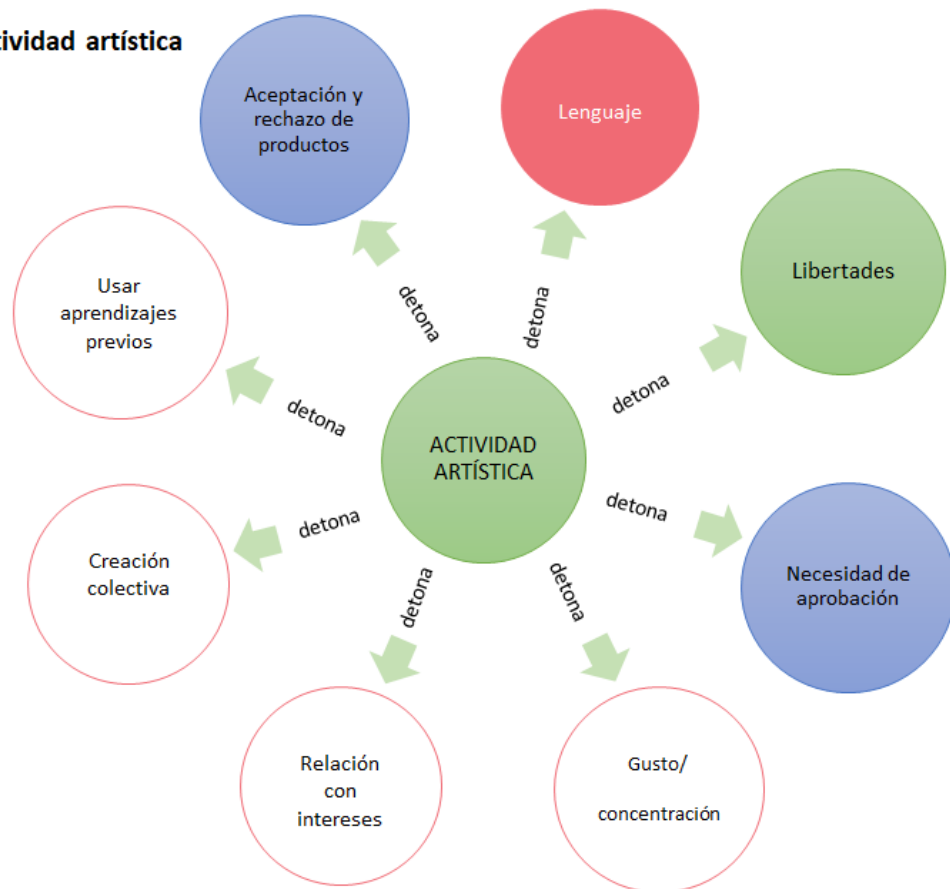 tividad artística
Aceptación y
rechazo de
productos
Lenguaje
Libertades
Usar
aprendizajes
previos
detona
detona
detona
detona
ACTIVIDAD
ARTÍSTICA
detona
detona
detona
detona
Creación
colectiva
Necesidad de
aprobación
Relación
con
intereses
Gusto/
concentración